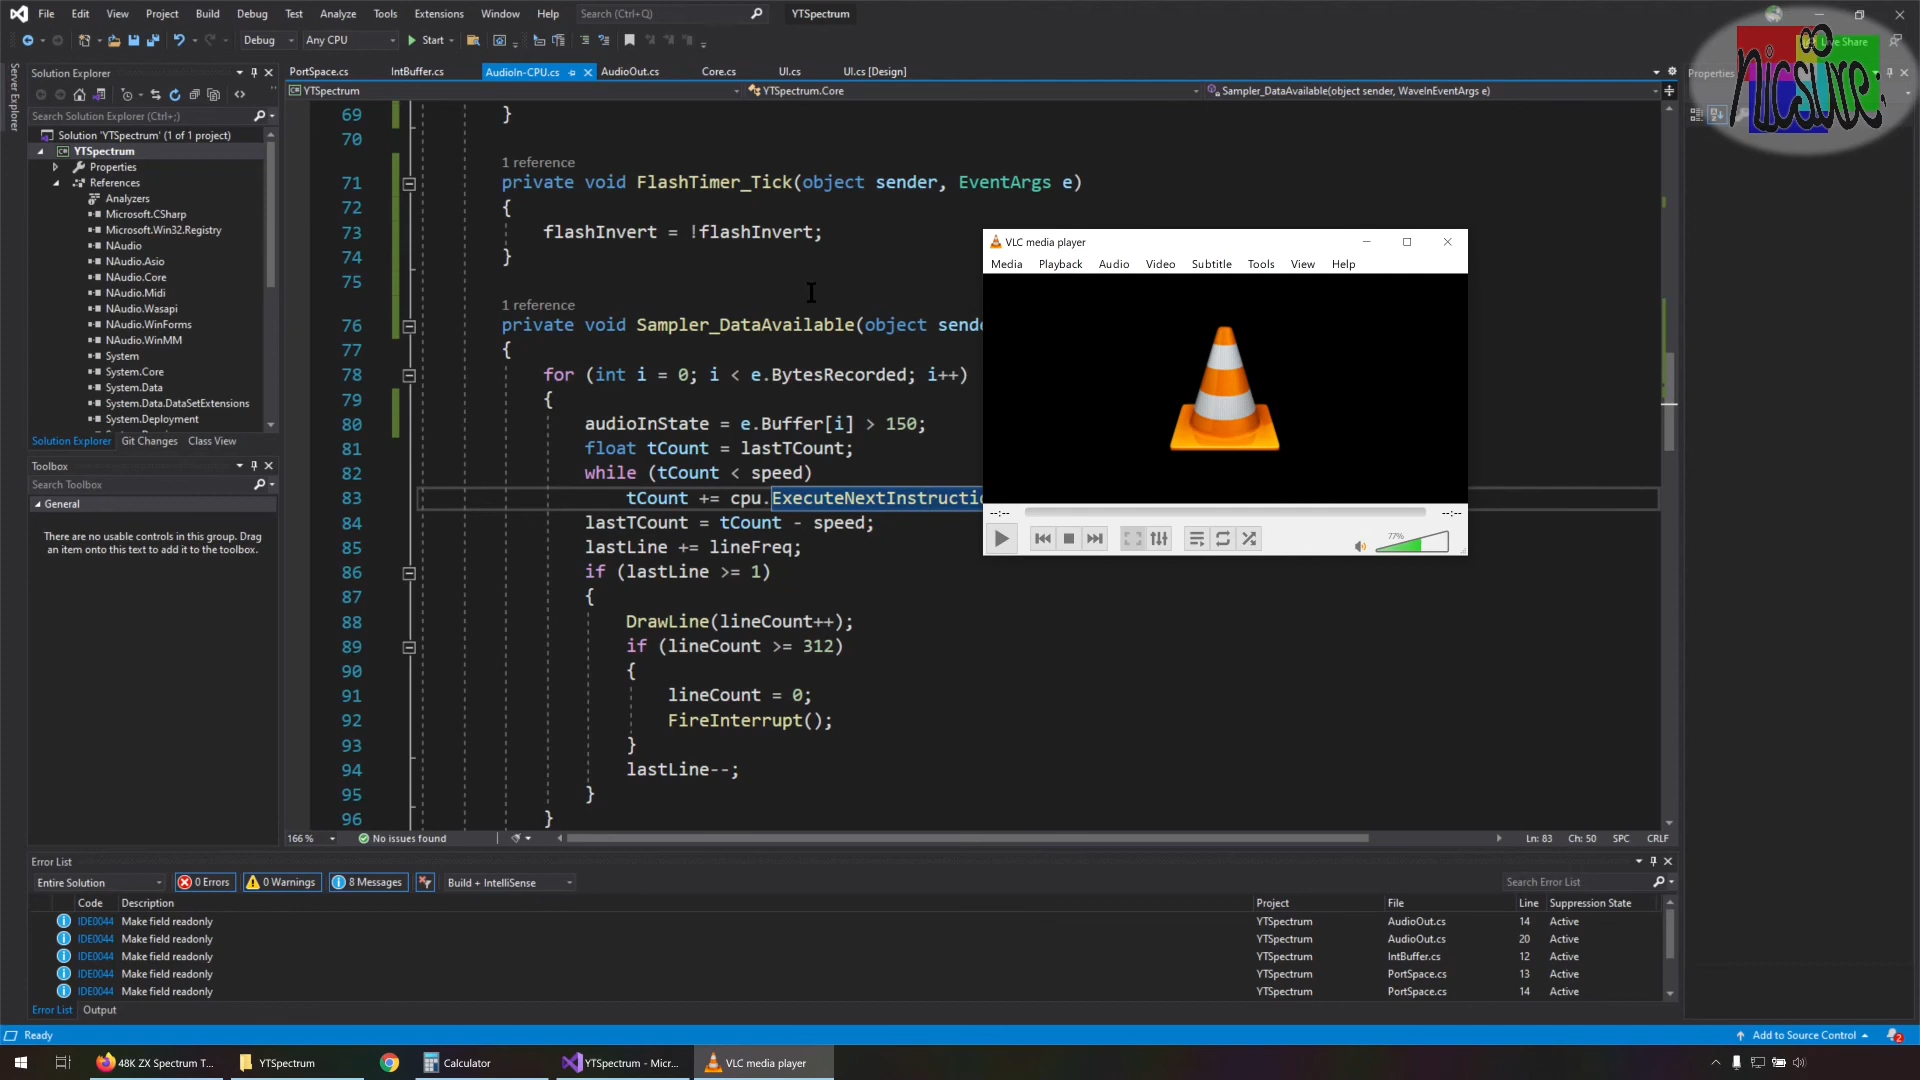 File Edit View Project Build Debug Test Analyze Tools Extensions Window Help Search (Ctrl+Q) YTSpectrum
Debug Any CPU Start Live Share
nicsure
Server Explorer
Solution Explorer
Search Solution Explorer (Ctrl+;)
Solution 'YTSpectrum' (1 of 1 project)
YTSpectrum
Properties
References
Analyzers
Microsoft.CSharp
Microsoft.Win32.Registry
NAudio
NAudio.Asio
NAudio.Core
NAudio.Midi
NAudio.Wasapi
NAudio.WinForms
NAudio.WinMM
System
System.Core
System.Data
System.Data.DataSetExtensions
System.Deployment
Solution Explorer Git Changes Class View
Toolbox
Search Toolbox
General
There are no usable controls in this group. Drag
an item onto this text to add it to the toolbox.
PortSpace.cs IntBuffer.cs AudioIn-CPU.cs AudioOut.cs Core.cs UI.cs UI.cs [Design]
YTSpectrum YTSpectrum.Core Sampler_DataAvailable(object sender, WaveInEventArgs e)
69 }
70
1 reference
71 private void FlashTimer_Tick(object sender, EventArgs e)
72 {
73 flashInvert = !flashInvert;
74 }
75
1 reference
76 private void Sampler_DataAvailable(object sende
77 {
78 for (int i = 0; i < e.BytesRecorded; i++)
79 {
80 audioInState = e.Buffer[i] > 150;
81 float tCount = lastTCount;
82 while (tCount < speed)
83 tCount += cpu.ExecuteNextInstructio
84 lastTCount = tCount - speed;
85 lastLine += lineFreq;
86 if (lastLine >= 1)
87 {
88 DrawLine(lineCount++);
89 if (lineCount >= 312)
90 {
91 lineCount = 0;
92 FireInterrupt();
93 }
94 lastLine--;
95 }
96 }
166 % No issues found Ln: 83 Ch: 50 SPC CRLF
VLC media player
Media Playback Audio Video Subtitle Tools View Help
--:-- --:--
77%
Properties
Error List
Entire Solution 0 Errors 0 Warnings 8 Messages Build + IntelliSense Search Error List
Code Description Project File Line Suppression State
IDE0044 Make field readonly YTSpectrum AudioOut.cs 14 Active
IDE0044 Make field readonly YTSpectrum AudioOut.cs 20 Active
IDE0044 Make field readonly YTSpectrum IntBuffer.cs 12 Active
IDE0044 Make field readonly YTSpectrum PortSpace.cs 13 Active
IDE0044 Make field readonly YTSpectrum PortSpace.cs 14 Active
Error List Output
Ready Add to Source Control 2
48K ZX Spectrum T... YTSpectrum Calculator YTSpectrum - Micr... VLC media player